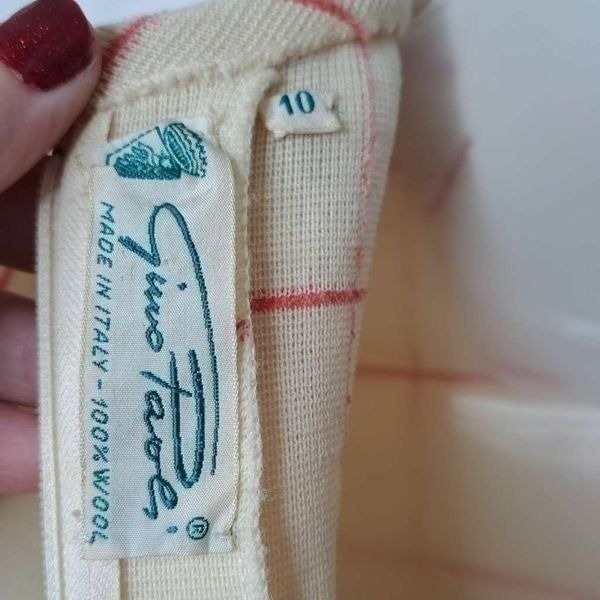 10
Gino Paoli ®
MADE IN ITALY - 100% WOOL